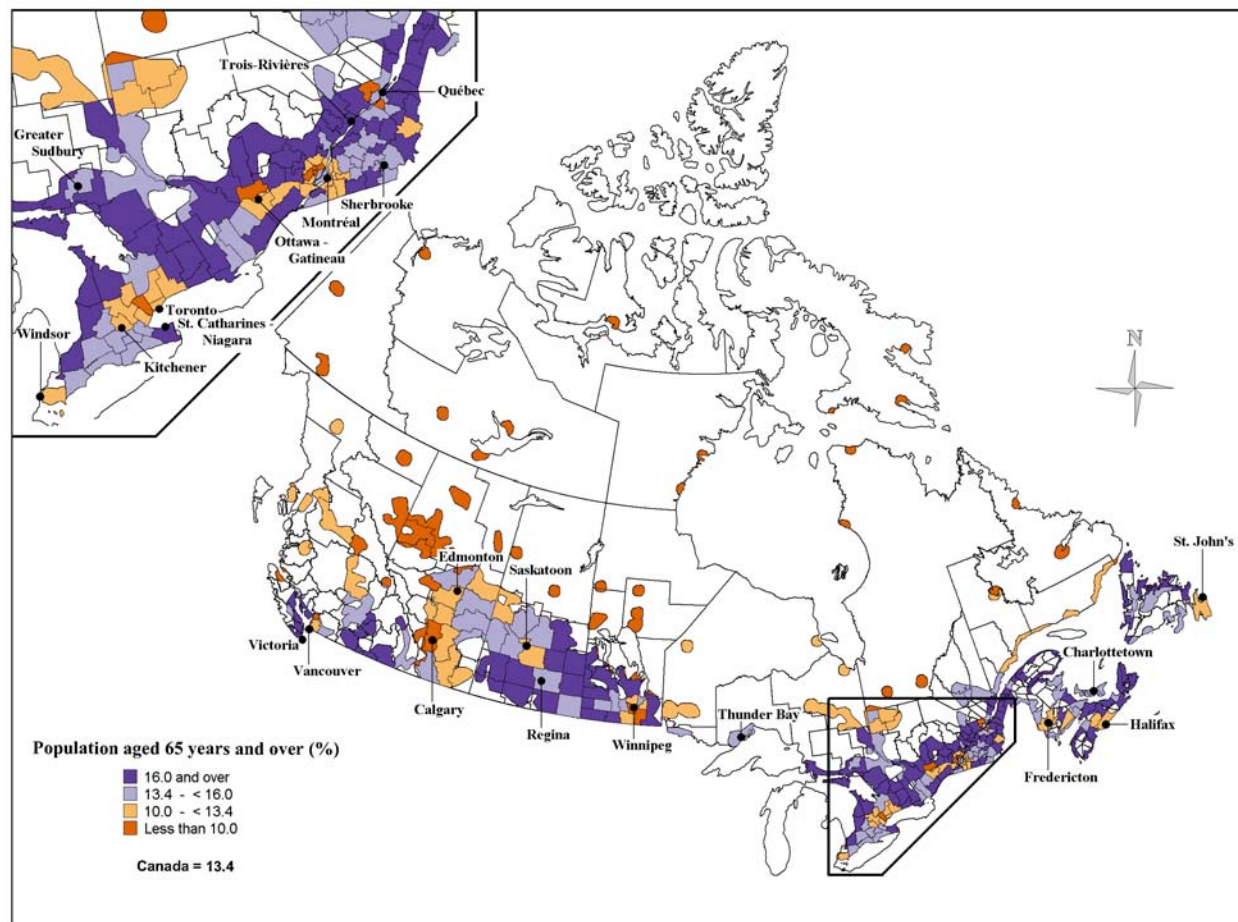 Trois-Rivières
Québec
Greater
Sudbury
Sherbrooke
Montréal
Ottawa -
Gatineau
Toronto
St. Catharines -
Niagara
Windsor
Kitchener
N
St. John's
Edmonton
Saskatoon
Charlottetown
Victoria
Vancouver
Calgary
Regina
Winnipeg
Thunder Bay
Halifax
Fredericton
Population aged 65 years and over (%)
16.0 and over
13.4 - < 16.0
10.0 - < 13.4
Less than 10.0
Canada = 13.4